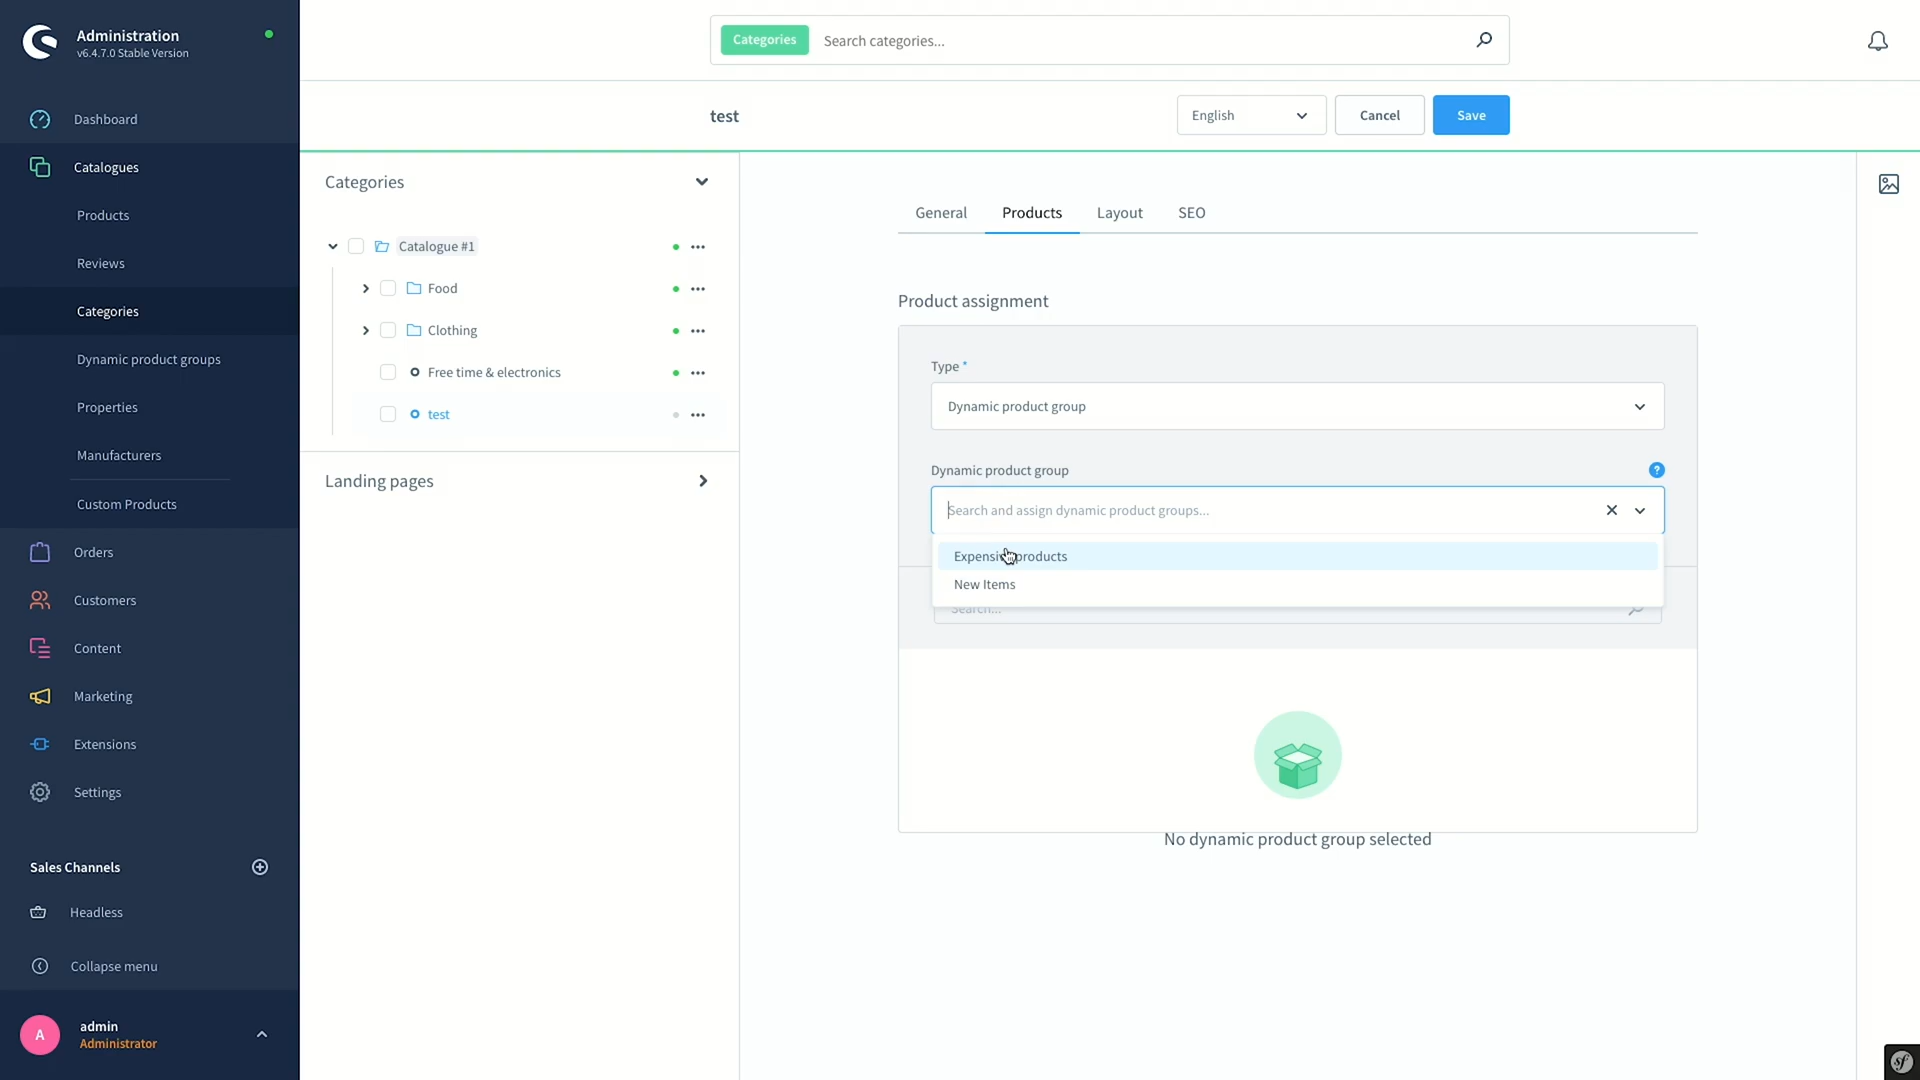 Administration
v6.4.7.0 Stable Version
Categories
Search categories...
Dashboard
Catalogues
Products
Reviews
Categories
Dynamic product groups
Properties
Manufacturers
Custom Products
Orders
Customers
Content
Marketing
Extensions
Settings
Sales Channels
Headless
Collapse menu
A
admin
Administrator
test
English
Cancel
Save
Categories
Catalogue #1
Food
Clothing
Free time & electronics
test
Landing pages
General
Products
Layout
SEO
Product assignment
Type *
Dynamic product group
Dynamic product group
?
Search and assign dynamic product groups...
Expensive products
New Items
Search...
No dynamic product group selected
sf